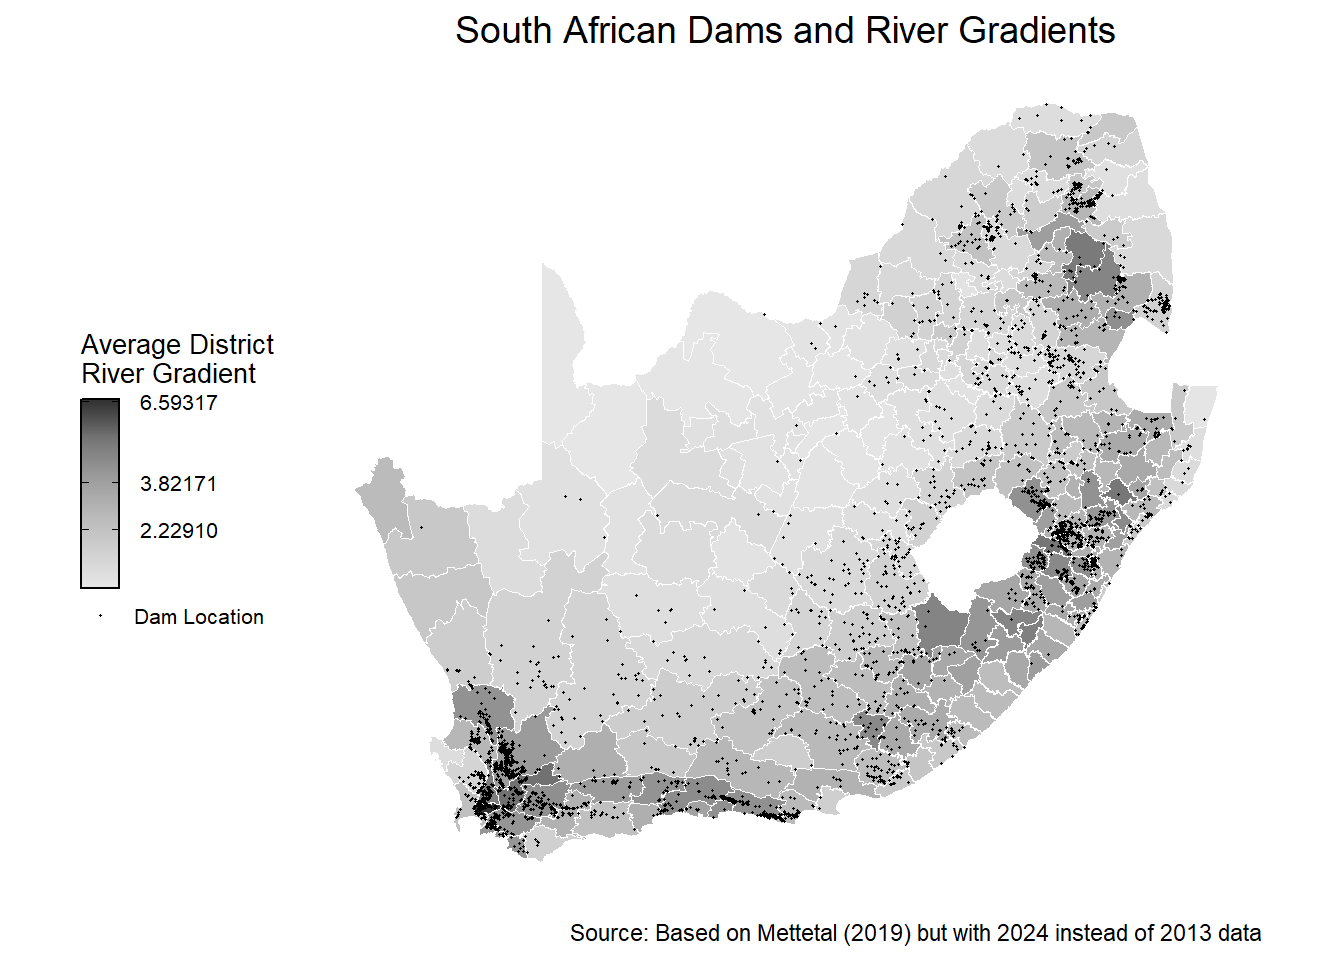 South African Dams and River Gradients
Average District
River Gradient
6.59317
3.82171
2.22910
Dam Location
Source: Based on Mettetal (2019) but with 2024 instead of 2013 data